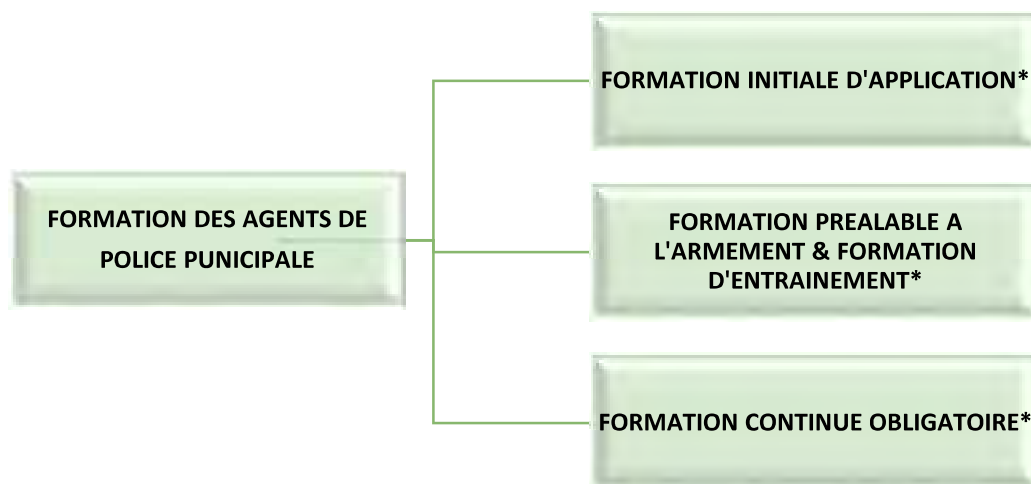 FORMATION INITIALE D'APPLICATION*
FORMATION DES AGENTS DE
POLICE PUNICIPALE
FORMATION PREALABLE A
L'ARMEMENT & FORMATION
D'ENTRAINEMENT*
FORMATION CONTINUE OBLIGATOIRE*